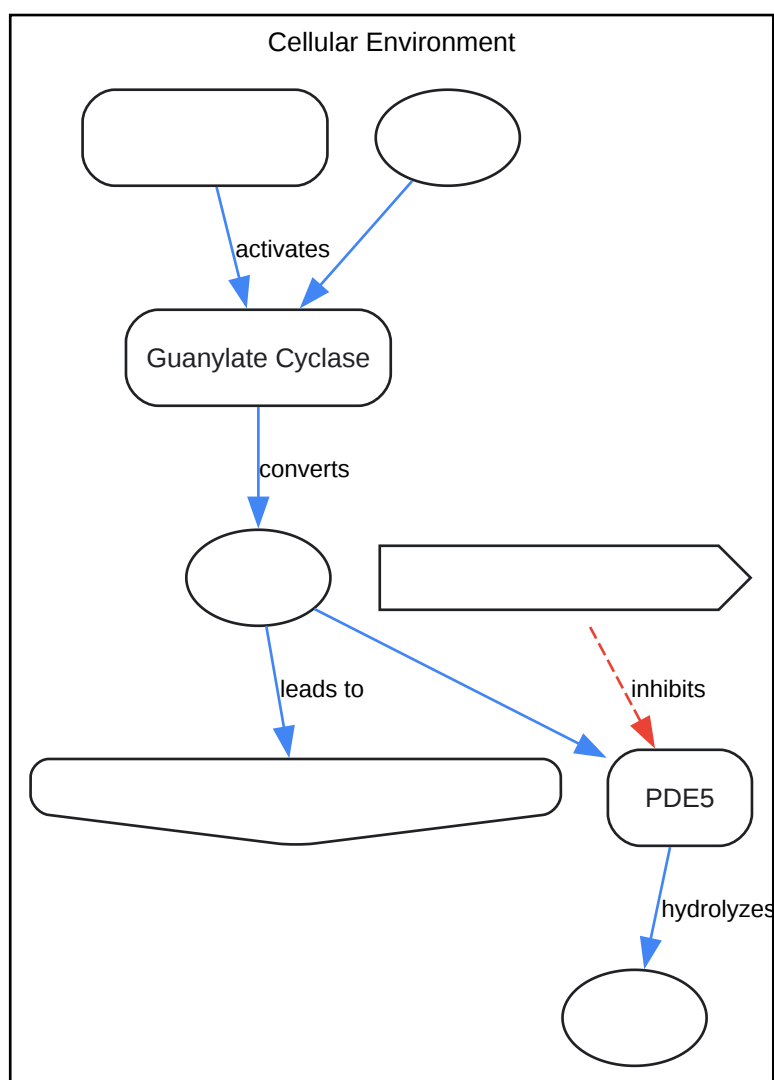 Cellular Environment
activates
Guanylate Cyclase
converts
leads to
inhibits
PDE5
hydrolyzes